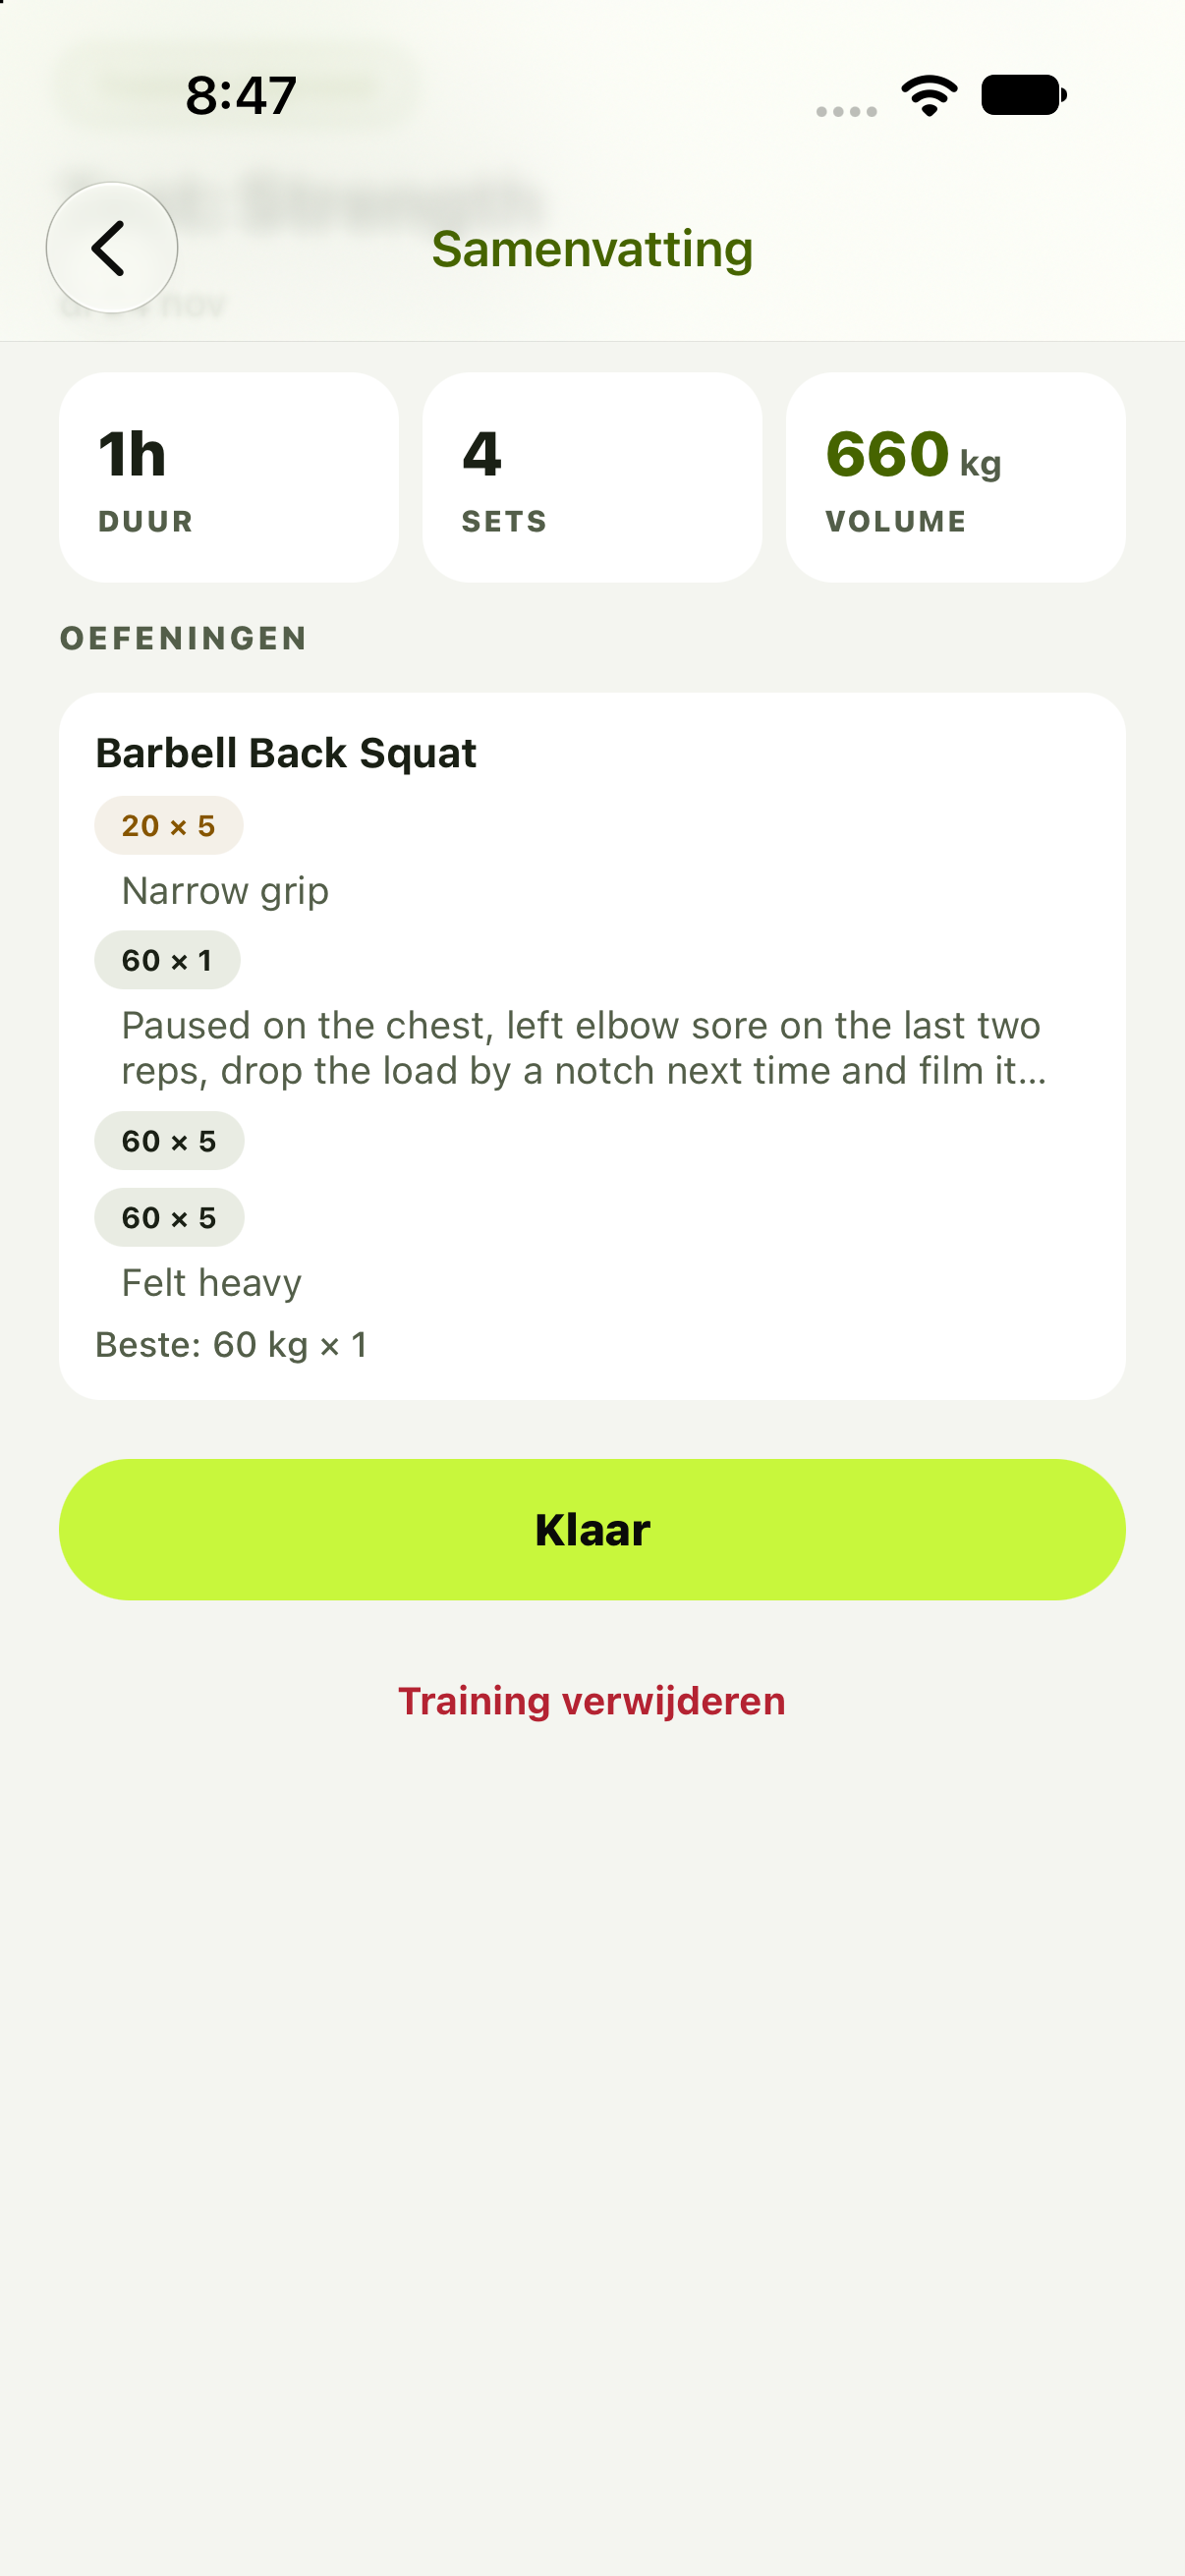 8:47
Samenvatting
1h
DUUR
4
SETS
660 kg
VOLUME
OEFENINGEN
Barbell Back Squat
20 × 5
Narrow grip
60 × 1
Paused on the chest, left elbow sore on the last two
reps, drop the load by a notch next time and film it...
60 × 5
60 × 5
Felt heavy
Beste: 60 kg × 1
Klaar
Training verwijderen